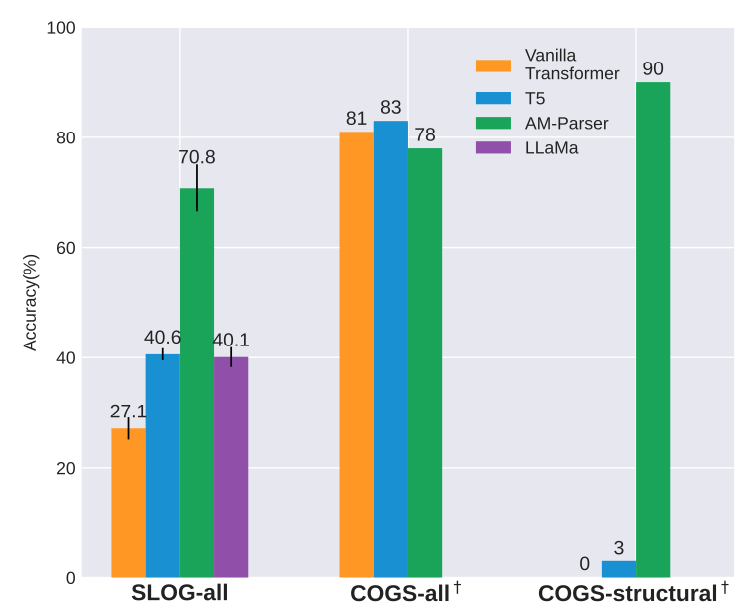 100
80
60
40
20
0
Accuracy(%)
Vanilla
Transformer
T5
AM-Parser
LLaMa
27.1
40.6
70.8
40.1
81
83
78
0
3
90
SLOG-all
COGS-all†
COGS-structural†